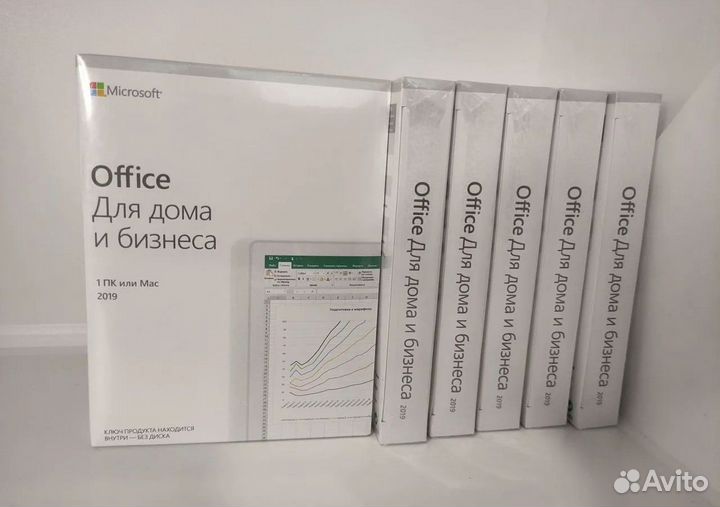 Microsoft
Office
Для дома
и бизнеса
1 ПК или Mac
2019
КЛЮЧ ПРОДУКТА НАХОДИТСЯ
ВНУТРИ — БЕЗ ДИСКА
Office Для дома и бизнеса 2019
Office Для дома и бизнеса 2019
Office Для дома и бизнеса 2019
Office Для дома и бизнеса 2019
Office Для дома и бизнеса 2019
Avito